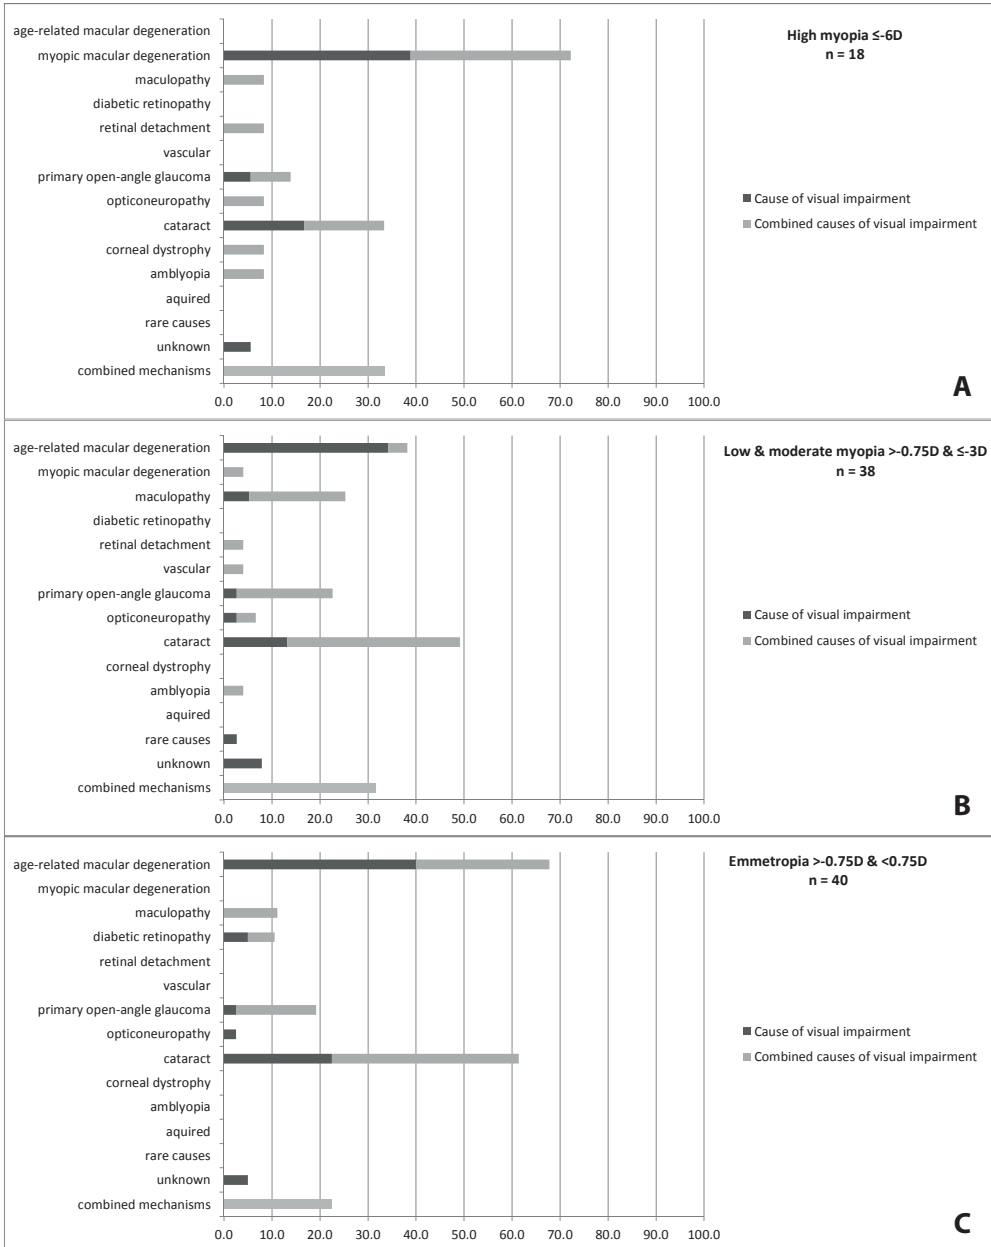 age-related macular degeneration
myopic macular degeneration
maculopathy
diabetic retinopathy
retinal detachment
vascular
primary open-angle glaucoma
opticoneuropathy
cataract
corneal dystrophy
amblyopia
aquired
rare causes
unknown
combined mechanisms
0.0 10.0 20.0 30.0 40.0 50.0 60.0 70.0 80.0 90.0 100.0
High myopia ≤-6D
n = 18
Cause of visual impairment
Combined causes of visual impairment
A
age-related macular degeneration
myopic macular degeneration
maculopathy
diabetic retinopathy
retinal detachment
vascular
primary open-angle glaucoma
opticoneuropathy
cataract
corneal dystrophy
amblyopia
aquired
rare causes
unknown
combined mechanisms
0.0 10.0 20.0 30.0 40.0 50.0 60.0 70.0 80.0 90.0 100.0
Low & moderate myopia >-0.75D & ≤-3D
n = 38
Cause of visual impairment
Combined causes of visual impairment
B
age-related macular degeneration
myopic macular degeneration
maculopathy
diabetic retinopathy
retinal detachment
vascular
primary open-angle glaucoma
opticoneuropathy
cataract
corneal dystrophy
amblyopia
aquired
rare causes
unknown
combined mechanisms
0.0 10.0 20.0 30.0 40.0 50.0 60.0 70.0 80.0 90.0 100.0
Emmetropia >-0.75D & <0.75D
n = 40
Cause of visual impairment
Combined causes of visual impairment
C